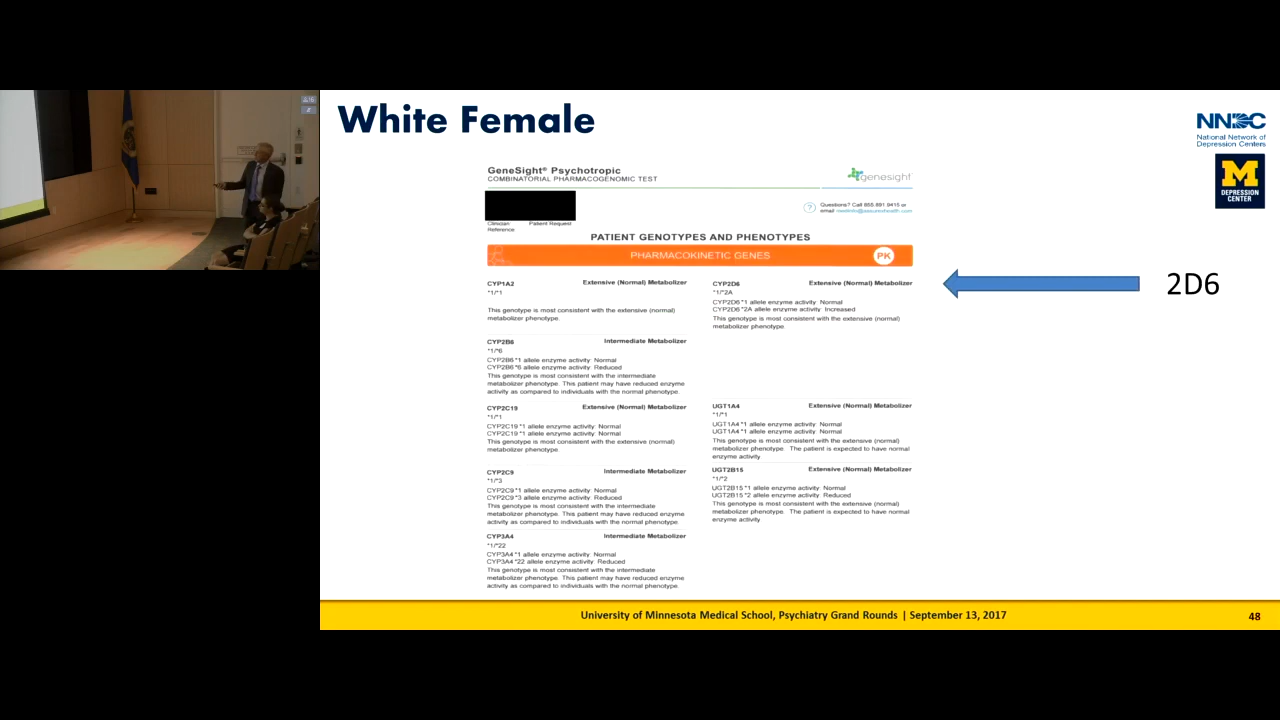 White Female
NNDC
National Network of
Depression Centers
M
DEPRESSION
CENTER
GeneSight® Psychotropic
COMBINATORIAL PHARMACOGENOMIC TEST
genesight
Questions? Call 855.891.9415 or
Clinician:
Patient Request
Reference
PATIENT GENOTYPES AND PHENOTYPES
PHARMACOKINETIC GENES
PK
CYP1A2 Extensive (Normal) Metabolizer
*1/*1
This genotype is most consistent with the extensive (normal)
metabolizer phenotype.
CYP2B6 Intermediate Metabolizer
*1/*6
CYP2B6 *1 allele enzyme activity Normal
CYP2B6 *6 allele enzyme activity Reduced
This genotype is most consistent with the intermediate
metabolizer phenotype. This patient may have reduced enzyme
activity as compared to individuals with the normal phenotype.
CYP2C19 Extensive (Normal) Metabolizer
*1/*1
CYP2C19 *1 allele enzyme activity Normal
CYP2C19 *1 allele enzyme activity Normal
This genotype is most consistent with the extensive (normal)
metabolizer phenotype.
CYP2C9 Intermediate Metabolizer
*1/*3
CYP2C9 *1 allele enzyme activity Normal
CYP2C9 *3 allele enzyme activity Reduced
This genotype is most consistent with the intermediate
metabolizer phenotype. This patient may have reduced enzyme
activity as compared to individuals with the normal phenotype.
CYP3A4 Intermediate Metabolizer
*1/*22
CYP3A4 *1 allele enzyme activity Normal
CYP3A4 *22 allele enzyme activity Reduced
This genotype is most consistent with the intermediate
metabolizer phenotype. This patient may have reduced enzyme
activity as compared to individuals with the normal phenotype.
CYP2D6 Extensive (Normal) Metabolizer
*1/*2A
CYP2D6 *1 allele enzyme activity Normal
CYP2D6 *2A allele enzyme activity Increased
This genotype is most consistent with the extensive (normal)
metabolizer phenotype.
UGT1A4 Extensive (Normal) Metabolizer
*1/*1
UGT1A4 *1 allele enzyme activity Normal
UGT1A4 *1 allele enzyme activity Normal
This genotype is most consistent with the extensive (normal)
metabolizer phenotype. The patient is expected to have normal
enzyme activity
UGT2B15 Extensive (Normal) Metabolizer
*1/*2
UGT2B15 *1 allele enzyme activity Normal
UGT2B15 *2 allele enzyme activity Reduced
This genotype is most consistent with the extensive (normal)
metabolizer phenotype. The patient is expected to have normal
enzyme activity
2D6
University of Minnesota Medical School, Psychiatry Grand Rounds | September 13, 2017
48